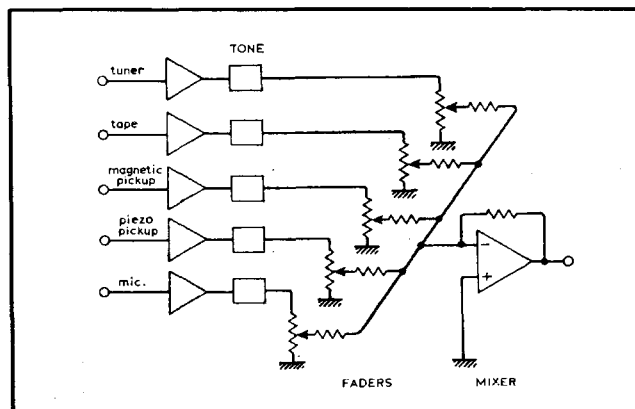 TONE
tuner
tape
magnetic
pickup
piezo
pickup
mic.
−
+
FADERS
MIXER